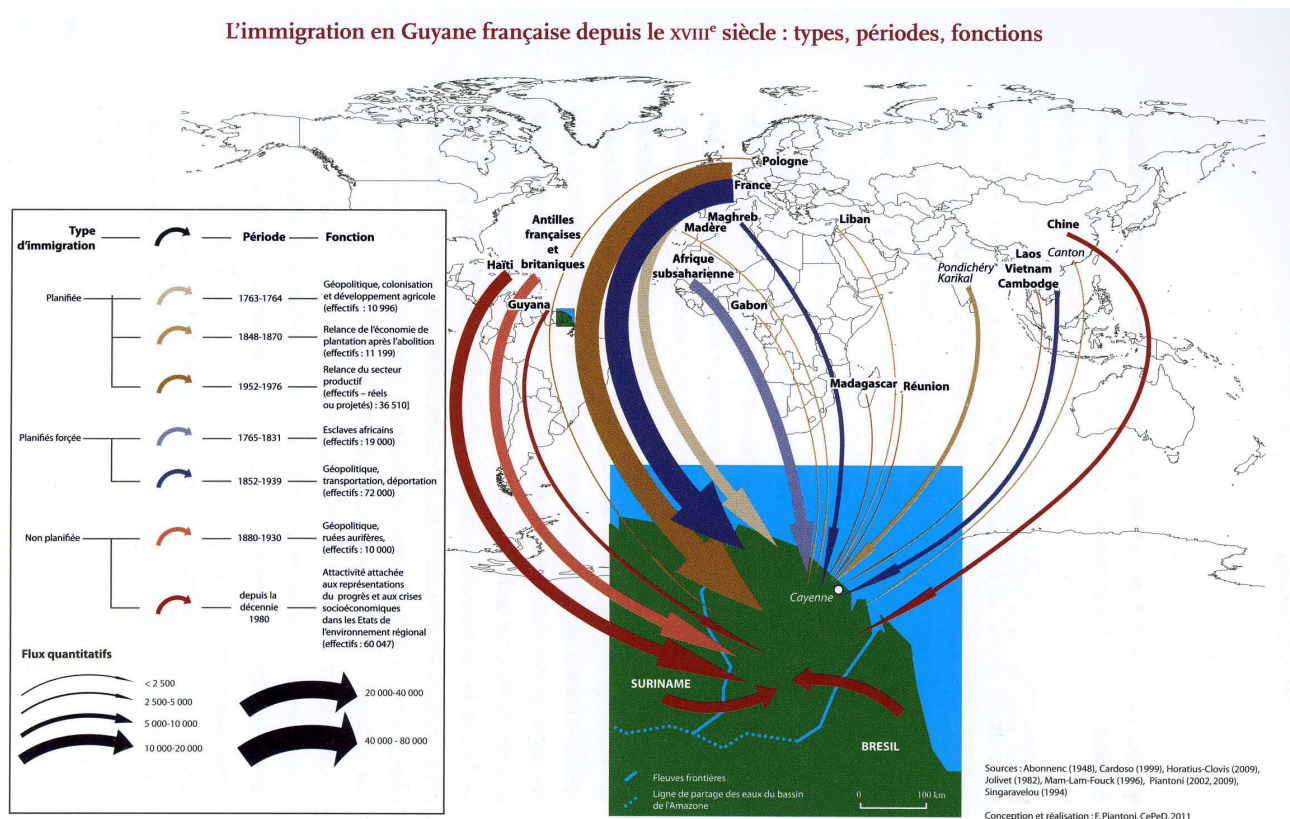 L'immigration en Guyane française depuis le XVIIIe siècle : types, périodes, fonctions
Pologne
France
Maghreb
Madère
Liban
Chine
Antilles
françaises
et
britanniques
Haïti
Guyana
Afrique
subsaharienne
Gabon
Pondichéry
Karikal
Laos
Vietnam
Cambodge
Canton
Madagascar
Réunion
Type
d'immigration
Période
Fonction
Planifiée
1763-1764
Géopolitique, colonisation
et développement agricole
(effectifs : 10 996)
1848-1870
Relance de l'économie de
plantation après l'abolition
(effectifs : 11 199)
1952-1976
Relance du secteur
productif
(effectifs – réels
ou projetés) : 36 510]
Planifiés forçée
1765-1831
Esclaves africains
(effectifs : 19 000)
1852-1939
Géopolitique,
transportation, déportation
(effectifs : 72 000)
Non planifiée
1880-1930
Géopolitique,
ruées aurifères,
(effectifs : 10 000)
depuis la
décennie
1980
Attactivité attachée
aux représentations
du progrès et aux crises
socioéconomiques
dans les Etats de
l'environnement régional
(effectifs : 60 047)
Flux quantitatifs
< 2 500
2 500-5 000
5 000-10 000
10 000-20 000
20 000-40 000
40 000 - 80 000
Cayenne
SURINAME
BRESIL
Fleuves frontières
Ligne de partage des eaux du bassin
de l'Amazone
0 100 km
Sources : Abonnenc (1948), Cardoso (1999), Horatius-Clovis (2009),
Jolivet (1982), Mam-Lam-Fouck (1996), Piantoni (2002, 2009),
Singaravelou (1994)
Conception et réalisation : F. Piantoni, CePeD, 2011